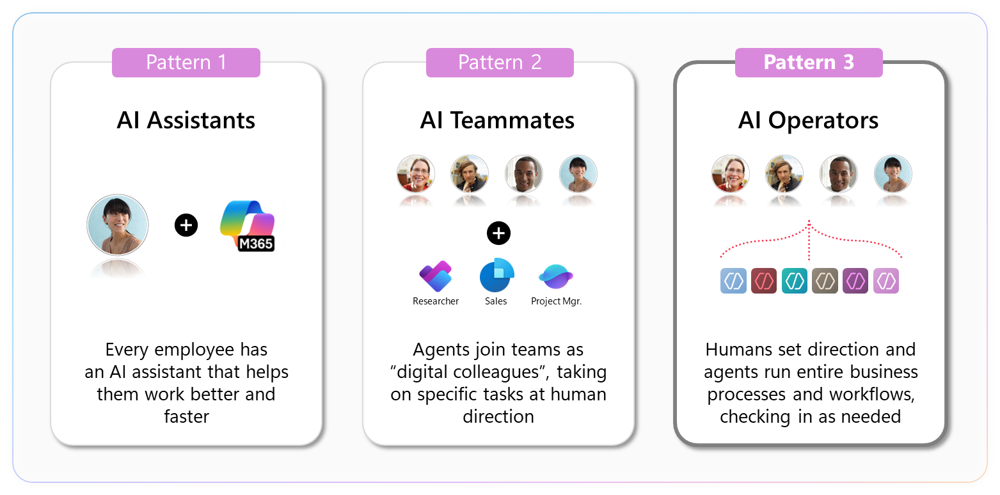 Pattern 1
AI Assistants
M365
Every employee has
an AI assistant that helps
them work better and
faster
Pattern 2
AI Teammates
Researcher
Sales
Project Mgr.
Agents join teams as
“digital colleagues”, taking
on specific tasks at human
direction
Pattern 3
AI Operators
Humans set direction and
agents run entire business
processes and workflows,
checking in as needed